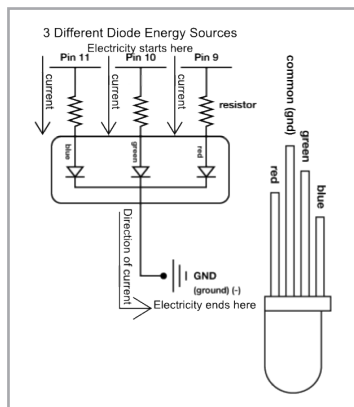 3 Different Diode Energy Sources
Electricity starts here
Pin 11 Pin 10 Pin 9
current
current
current
resistor
blue
green
red
Direction of current
GND
(ground) (-)
Electricity ends here
red
common (gnd)
green
blue